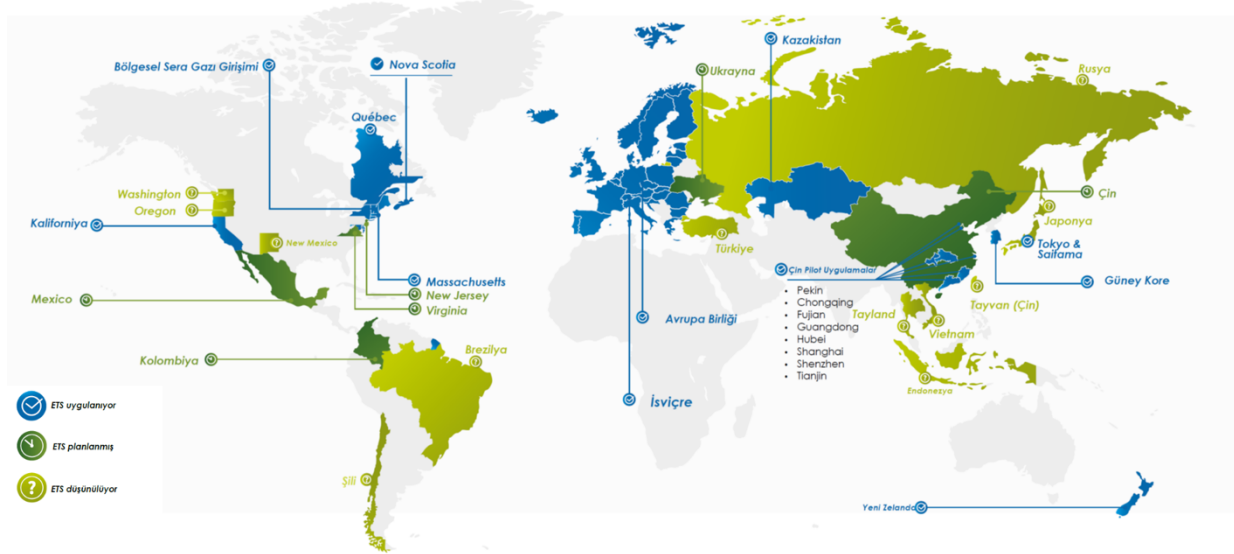 Kazakistan
Nova Scotia
Bölgesel Sera Gazı Girişimi
Ukrayna
Rusya
Québec
Washington
Oregon
Çin
Japonya
Kaliforniya
New Mexico
Türkiye
Tokyo &
Saitama
Çin Pilot Uygulamalar
Massachusetts
Güney Kore
New Jersey
Mexico
Virginia
• Pekin
• Chongqing
• Fujian
• Guangdong
• Hubei
• Shanghai
• Shenzhen
• Tianjin
Tayvan (Çin)
Tayland
Avrupa Birliği
Vietnam
Brezilya
Kolombiya
Endonezya
İsviçre
ETS uygulanıyor
ETS planlanmış
Şili
ETS düşünülüyor
Yeni Zelanda